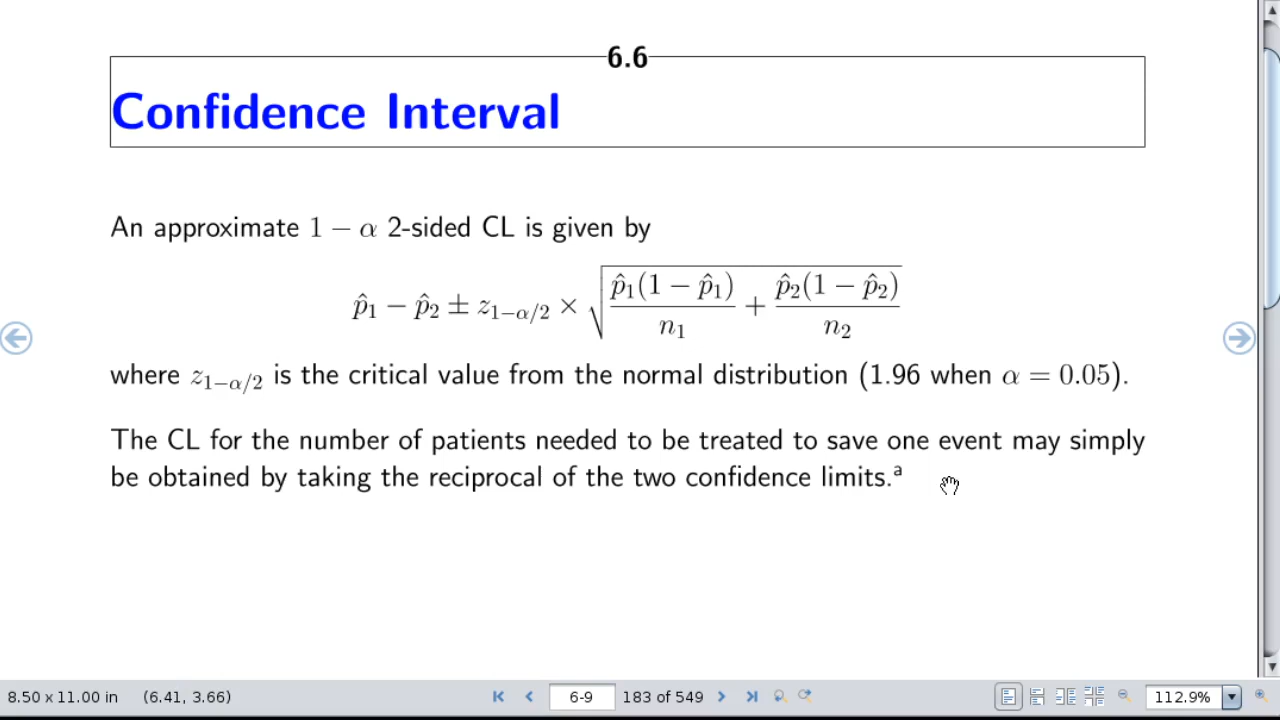 6.6
Confidence Interval
An approximate 1 − α 2-sided CL is given by
p̂₁ − p̂₂ ± z₁₋α/₂ × √( p̂₁(1 − p̂₁)/n₁ + p̂₂(1 − p̂₂)/n₂ )
where z₁₋α/₂ is the critical value from the normal distribution (1.96 when α = 0.05).
The CL for the number of patients needed to be treated to save one event may simply
be obtained by taking the reciprocal of the two confidence limits.ᵃ
8.50 x 11.00 in (6.41, 3.66) 6-9 183 of 549 112.9%